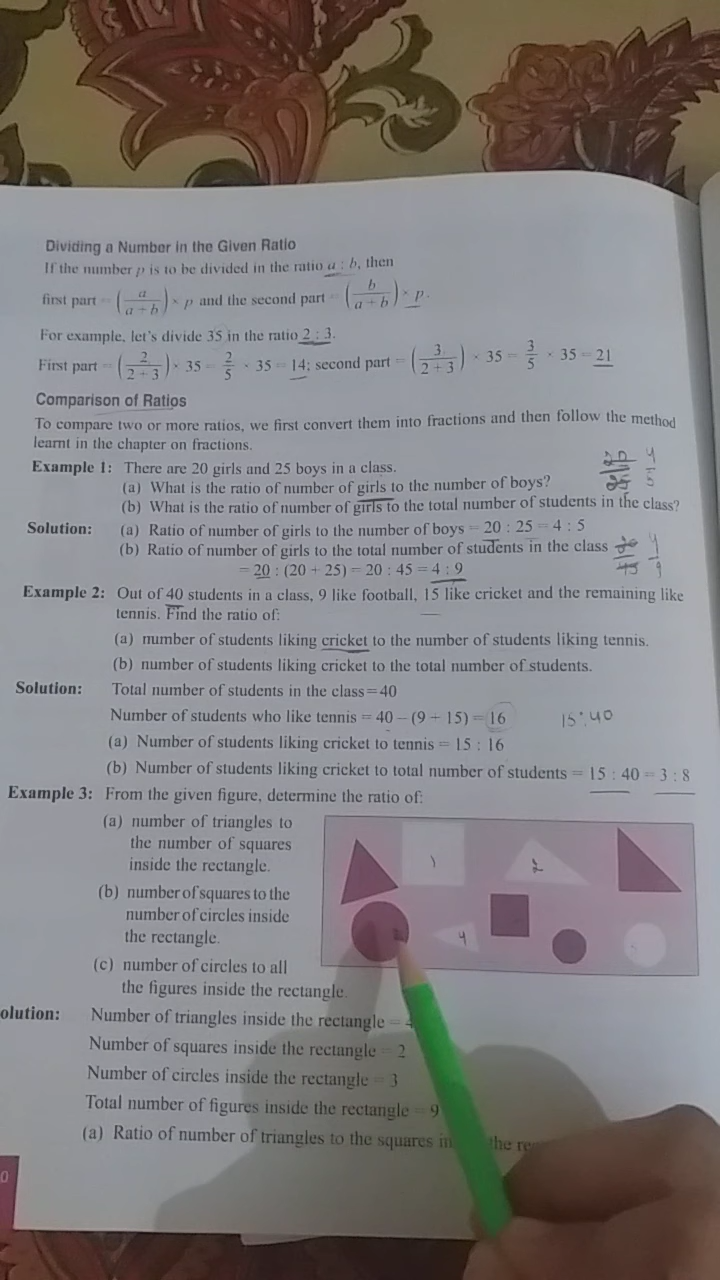 Dividing a Number in the Given Ratio
If the number p is to be divided in the ratio a : b, then
first part = (a/a + b) × p and the second part = (b/a + b) × p.
For example, let's divide 35 in the ratio 2 : 3.
First part = (2/2 + 3) × 35 = 2/5 × 35 = 14; second part = (3/2 + 3) × 35 = 3/5 × 35 = 21
Comparison of Ratios
To compare two or more ratios, we first convert them into fractions and then follow the method
learnt in the chapter on fractions.
Example 1: There are 20 girls and 25 boys in a class.
(a) What is the ratio of number of girls to the number of boys?
20/25 4/5
(b) What is the ratio of number of girls to the total number of students in the class?
Solution: (a) Ratio of number of girls to the number of boys = 20 : 25 = 4 : 5
(b) Ratio of number of girls to the total number of students in the class
20/45 4/9
= 20 : (20 + 25) = 20 : 45 = 4 : 9
Example 2: Out of 40 students in a class, 9 like football, 15 like cricket and the remaining like
tennis. Find the ratio of:
(a) number of students liking cricket to the number of students liking tennis.
(b) number of students liking cricket to the total number of students.
Solution: Total number of students in the class = 40
Number of students who like tennis = 40 – (9 + 15) = 16 15:40
(a) Number of students liking cricket to tennis = 15 : 16
(b) Number of students liking cricket to total number of students = 15 : 40 = 3 : 8
Example 3: From the given figure, determine the ratio of:
(a) number of triangles to
the number of squares
inside the rectangle.
(b) number of squares to the
number of circles inside
the rectangle.
(c) number of circles to all
the figures inside the rectangle.
1
2
4
olution: Number of triangles inside the rectangle = 4
Number of squares inside the rectangle = 2
Number of circles inside the rectangle = 3
Total number of figures inside the rectangle = 9
(a) Ratio of number of triangles to the squares in the
0